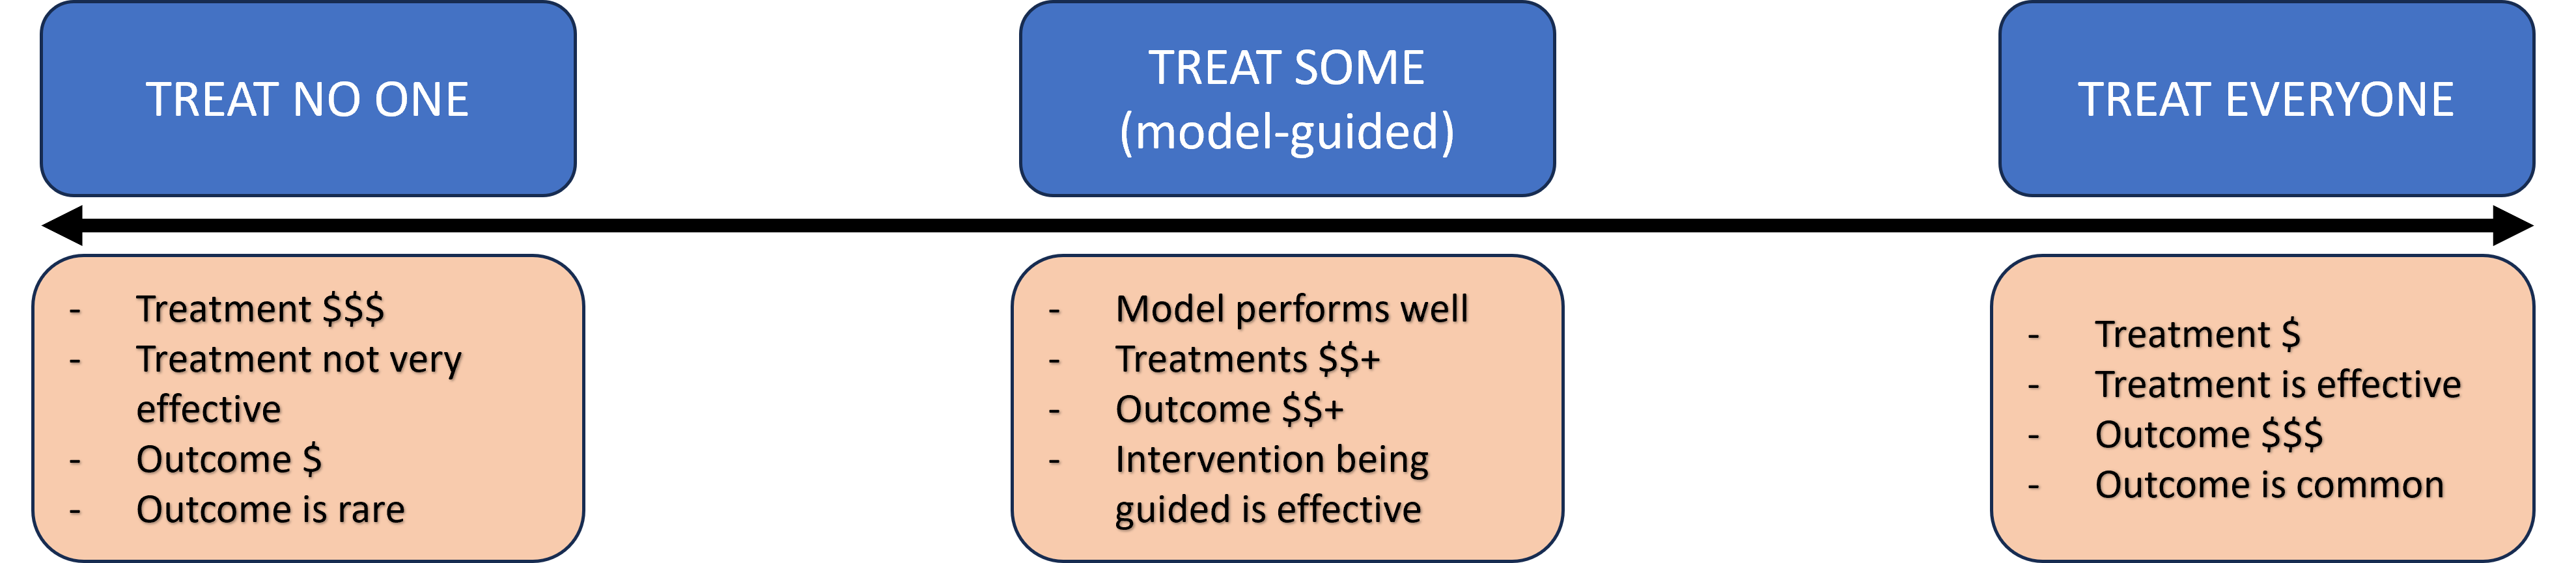 TREAT NO ONE
TREAT SOME
(model-guided)
TREAT EVERYONE
- Treatment $$$
- Treatment not very
effective
- Outcome $
- Outcome is rare
- Model performs well
- Treatments $$+
- Outcome $$+
- Intervention being
guided is effective
- Treatment $
- Treatment is effective
- Outcome $$$
- Outcome is common